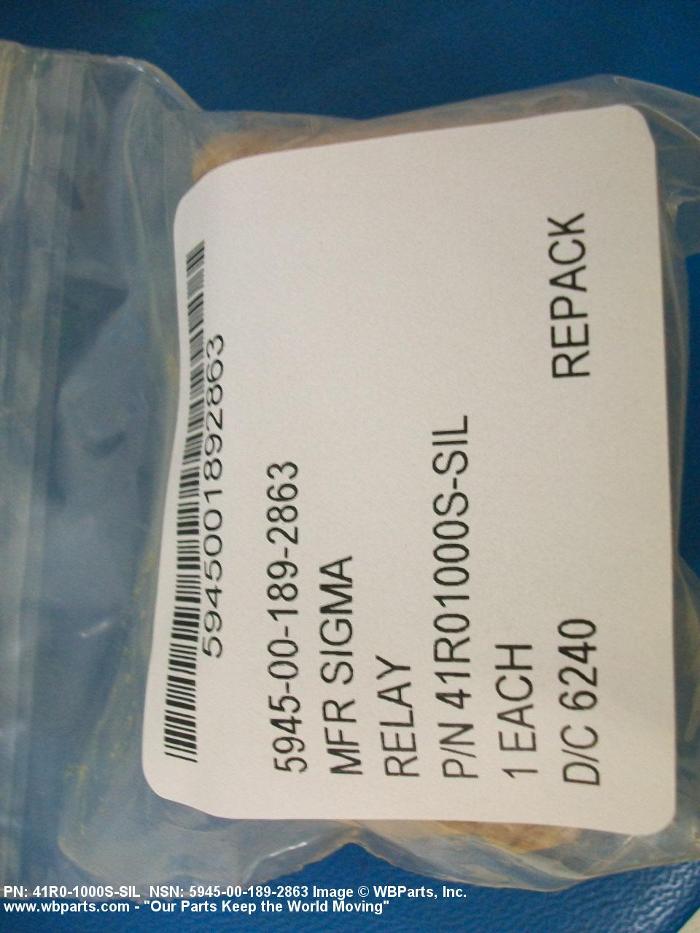 5945001892863
5945-00-189-2863
MFR SIGMA
RELAY
P/N 41R01000S-SIL
1 EACH
D/C 6240 REPACK
PN: 41R0-1000S-SIL NSN: 5945-00-189-2863 Image © WBParts, Inc.
www.wbparts.com - "Our Parts Keep the World Moving"